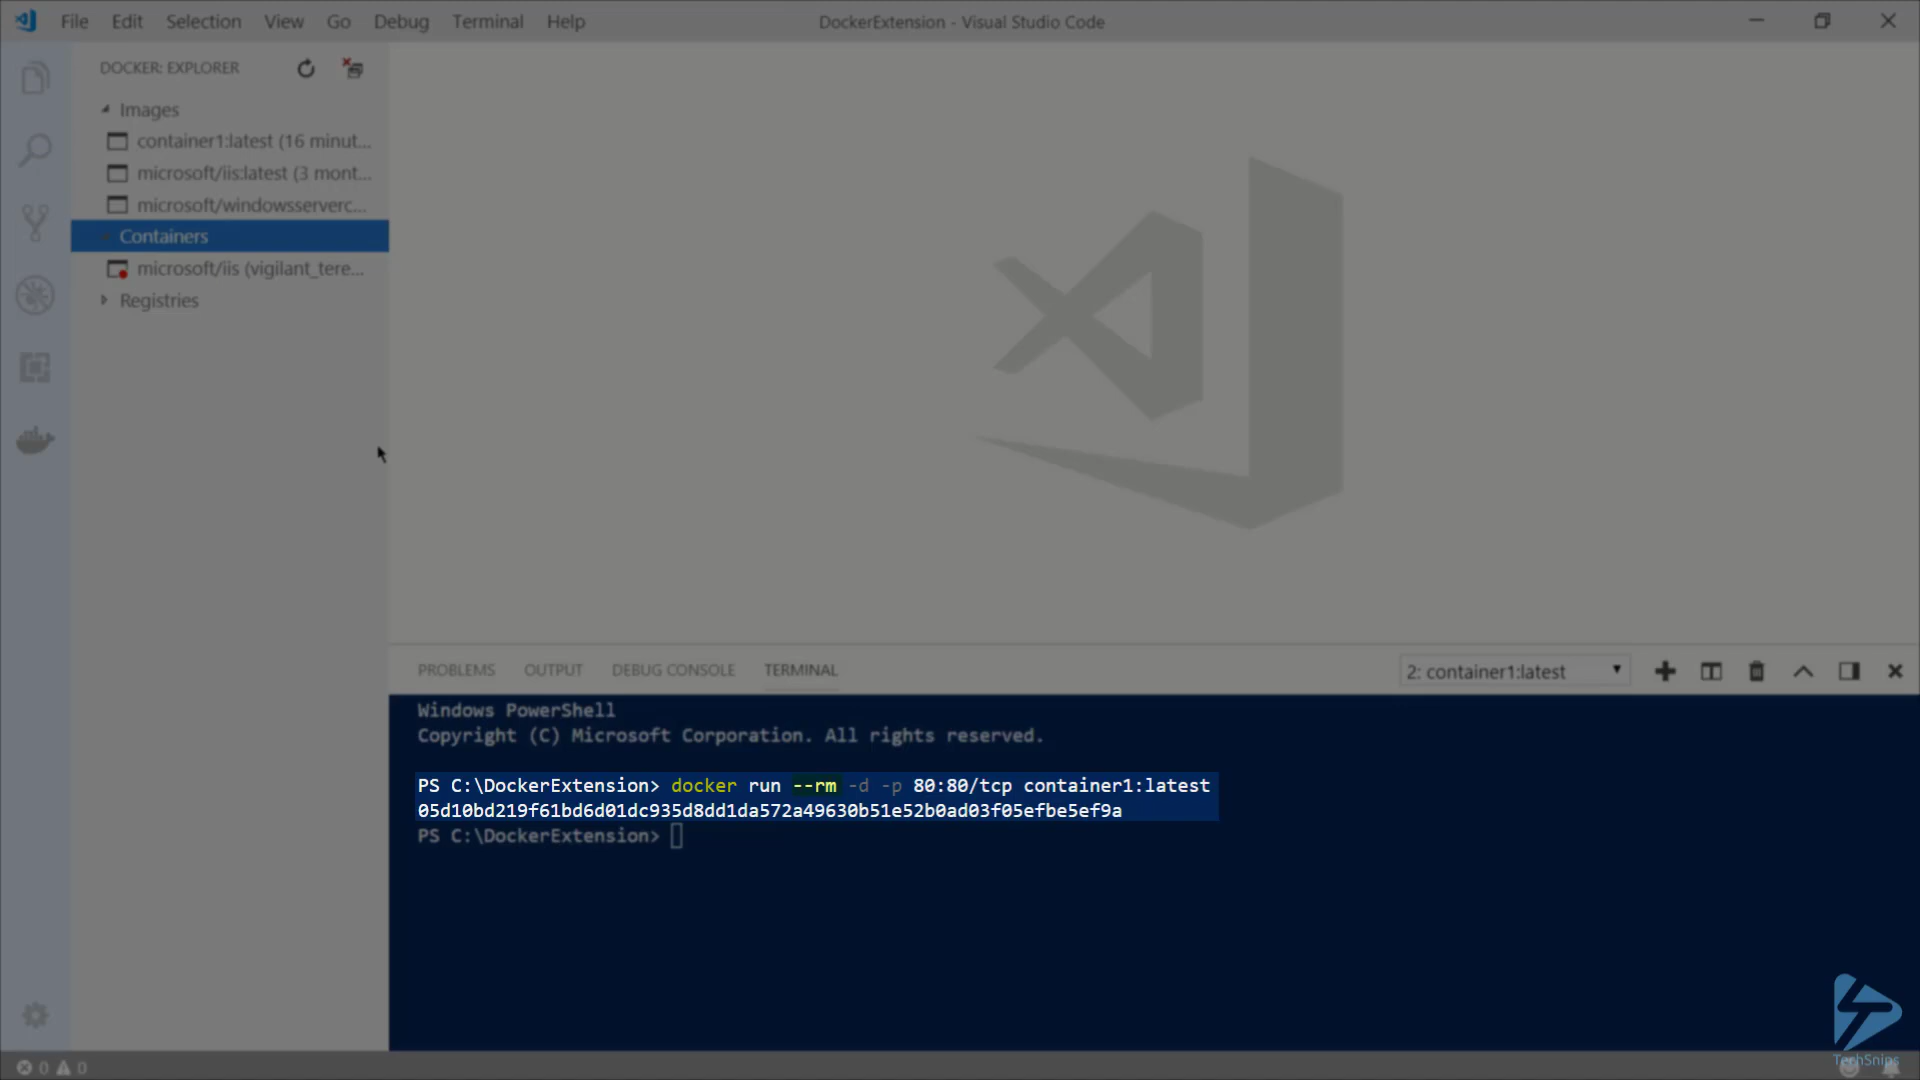 File Edit Selection View Go Debug Terminal Help
DockerExtension - Visual Studio Code
DOCKER: EXPLORER
Images
container1:latest (16 minut...
microsoft/iis:latest (3 mont...
microsoft/windowsserverc...
Containers
microsoft/iis (vigilant_tere...
Registries
PROBLEMS OUTPUT DEBUG CONSOLE TERMINAL
2: container1:latest
Windows PowerShell
Copyright (C) Microsoft Corporation. All rights reserved.
PS C:\DockerExtension> docker run --rm -d -p 80:80/tcp container1:latest
05d10bd219f61bd6d01dc935d8dd1da572a49630b51e52b0ad03f05efbe5ef9a
PS C:\DockerExtension>
0 0
TechSnips